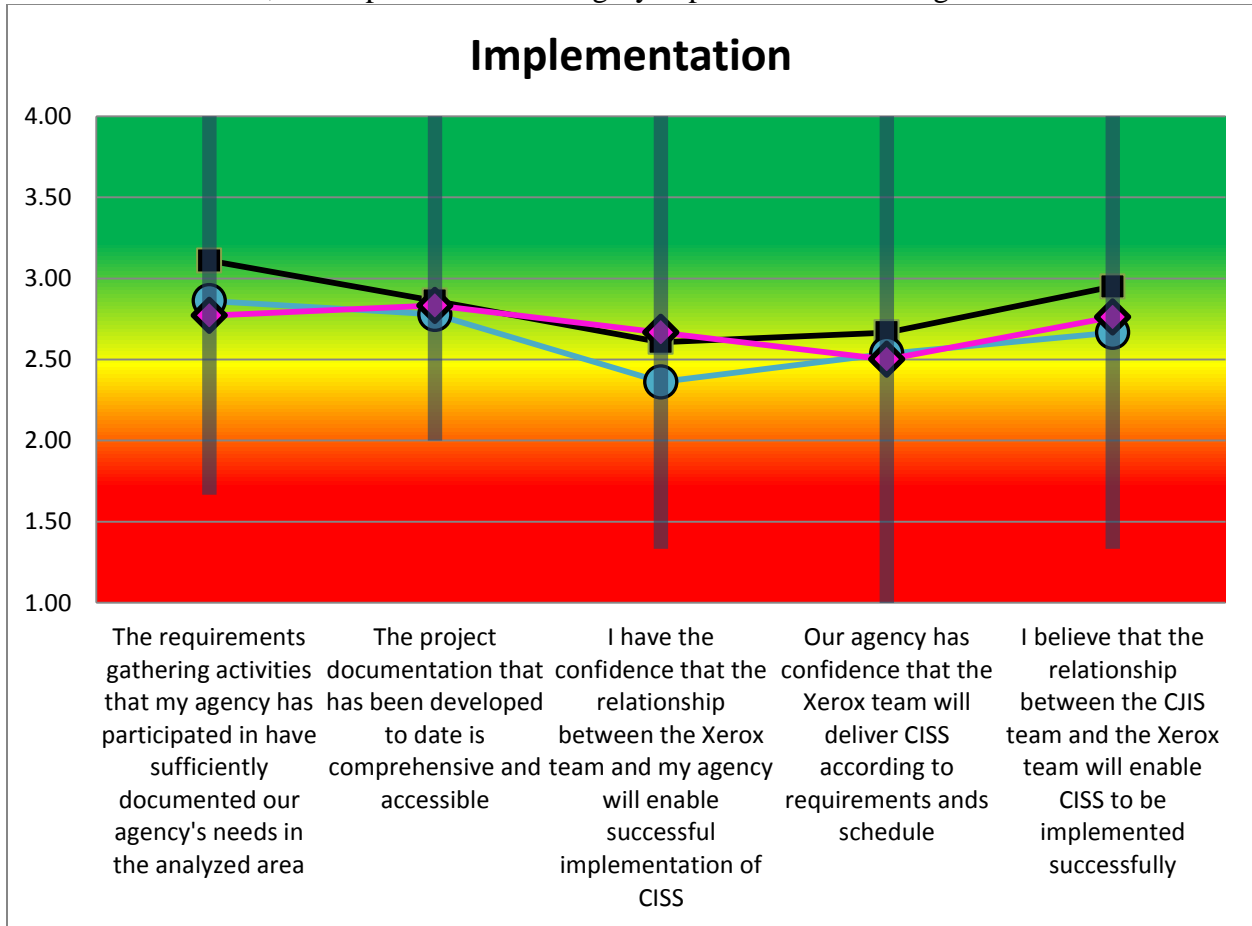 Implementation
4.00
3.50
3.00
2.50
2.00
1.50
1.00
The requirements
gathering activities
that my agency has
participated in have
sufficiently
documented our
agency's needs in
the analyzed area
The project
documentation that
has been developed
to date is
comprehensive and
accessible
I have the
confidence that the
relationship
between the Xerox
team and my agency
will enable
successful
implementation of
CISS
Our agency has
confidence that the
Xerox team will
deliver CISS
according to
requirements ands
schedule
I believe that the
relationship
between the CJIS
team and the Xerox
team will enable
CISS to be
implemented
successfully